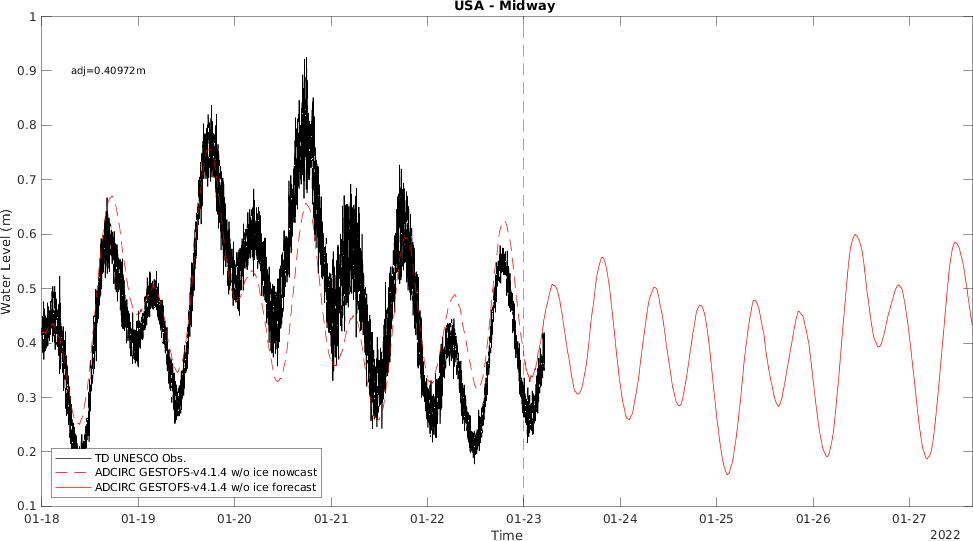 USA - Midway
adj=0.40972m
Water Level (m)
1
0.9
0.8
0.7
0.6
0.5
0.4
0.3
0.2
0.1
TD UNESCO Obs.
ADCIRC GESTOFS-v4.1.4 w/o ice nowcast
ADCIRC GESTOFS-v4.1.4 w/o ice forecast
01-18 01-19 01-20 01-21 01-22 01-23 01-24 01-25 01-26 01-27
Time
2022